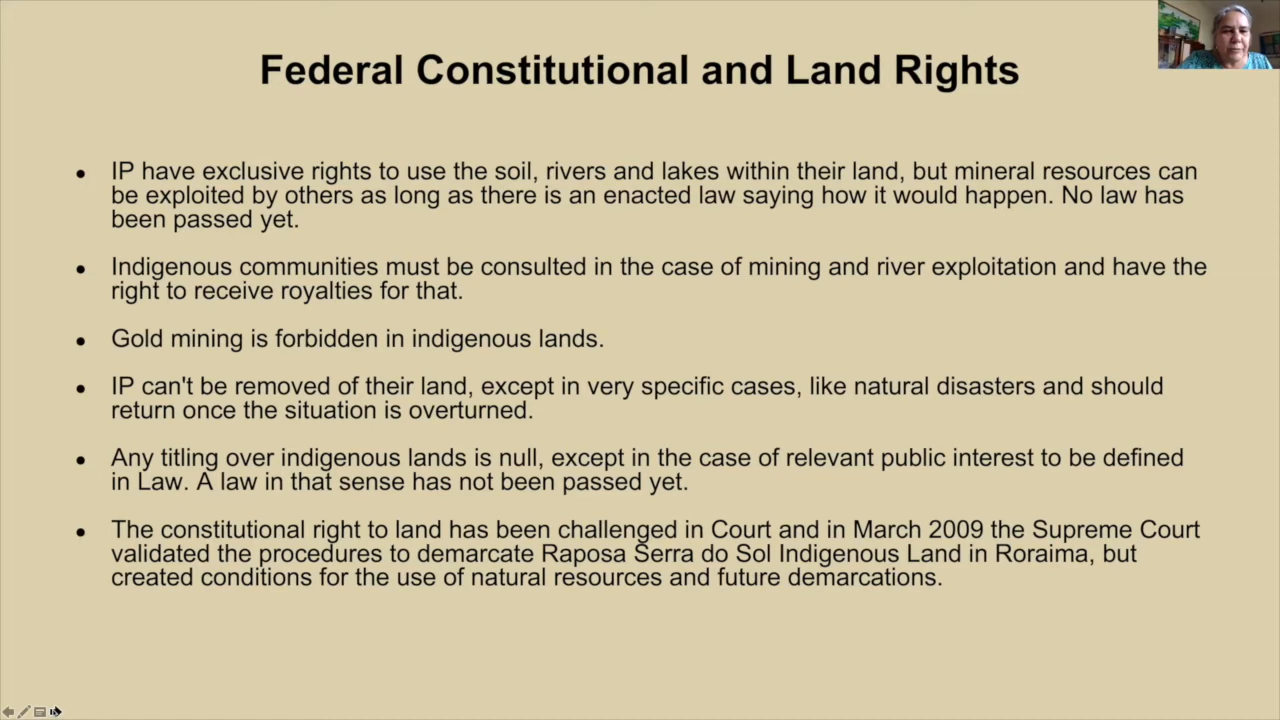 Federal Constitutional and Land Rights
• IP have exclusive rights to use the soil, rivers and lakes within their land, but mineral resources can
be exploited by others as long as there is an enacted law saying how it would happen. No law has
been passed yet.
• Indigenous communities must be consulted in the case of mining and river exploitation and have the
right to receive royalties for that.
• Gold mining is forbidden in indigenous lands.
• IP can't be removed of their land, except in very specific cases, like natural disasters and should
return once the situation is overturned.
• Any titling over indigenous lands is null, except in the case of relevant public interest to be defined
in Law. A law in that sense has not been passed yet.
• The constitutional right to land has been challenged in Court and in March 2009 the Supreme Court
validated the procedures to demarcate Raposa Serra do Sol Indigenous Land in Roraima, but
created conditions for the use of natural resources and future demarcations.